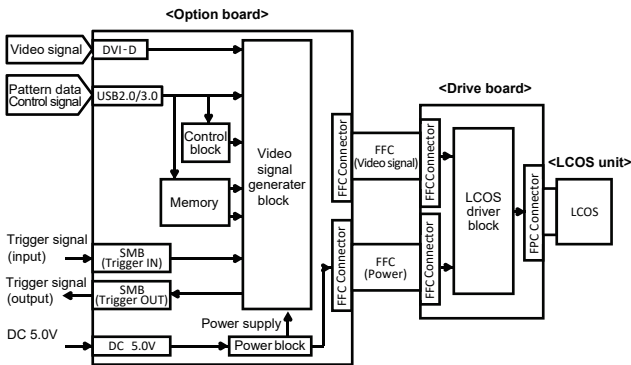 <Option board>
Video signal
DVI-D
Pattern data
Control signal
USB2.0/3.0
Control
block
Memory
Video
signal
generater
block
Trigger signal
(input)
SMB
(Trigger IN)
Trigger signal
(output)
SMB
(Trigger OUT)
Power supply
DC 5.0V
DC 5.0V
Power block
FFC Connector
FFC
(Video signal)
FFC Connector
FFC
(Power)
<Drive board>
FFC Connector
FFC Connector
LCOS
driver
block
FPC Connector
<LCOS unit>
LCOS